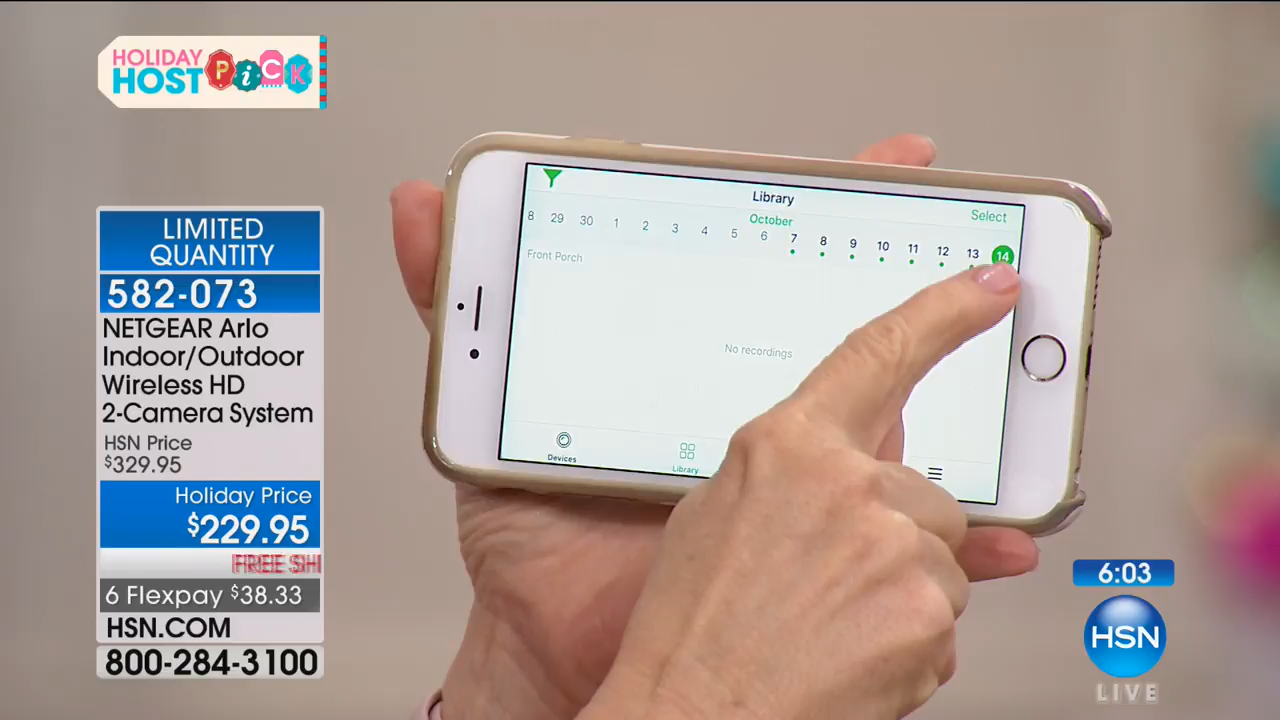 HOLIDAY
HOST PiCK
LIMITED
QUANTITY
582-073
NETGEAR Arlo
Indoor/Outdoor
Wireless HD
2-Camera System
HSN Price
$329.95
Holiday Price
$229.95
FREE SH
6 Flexpay $38.33
HSN.COM
800-284-3100
Library
Select
October
8 29 30 1 2 3 4 5 6 7 8 9 10 11 12 13 14
Front Porch
No recordings
Devices
Library
6:03
HSN
LIVE